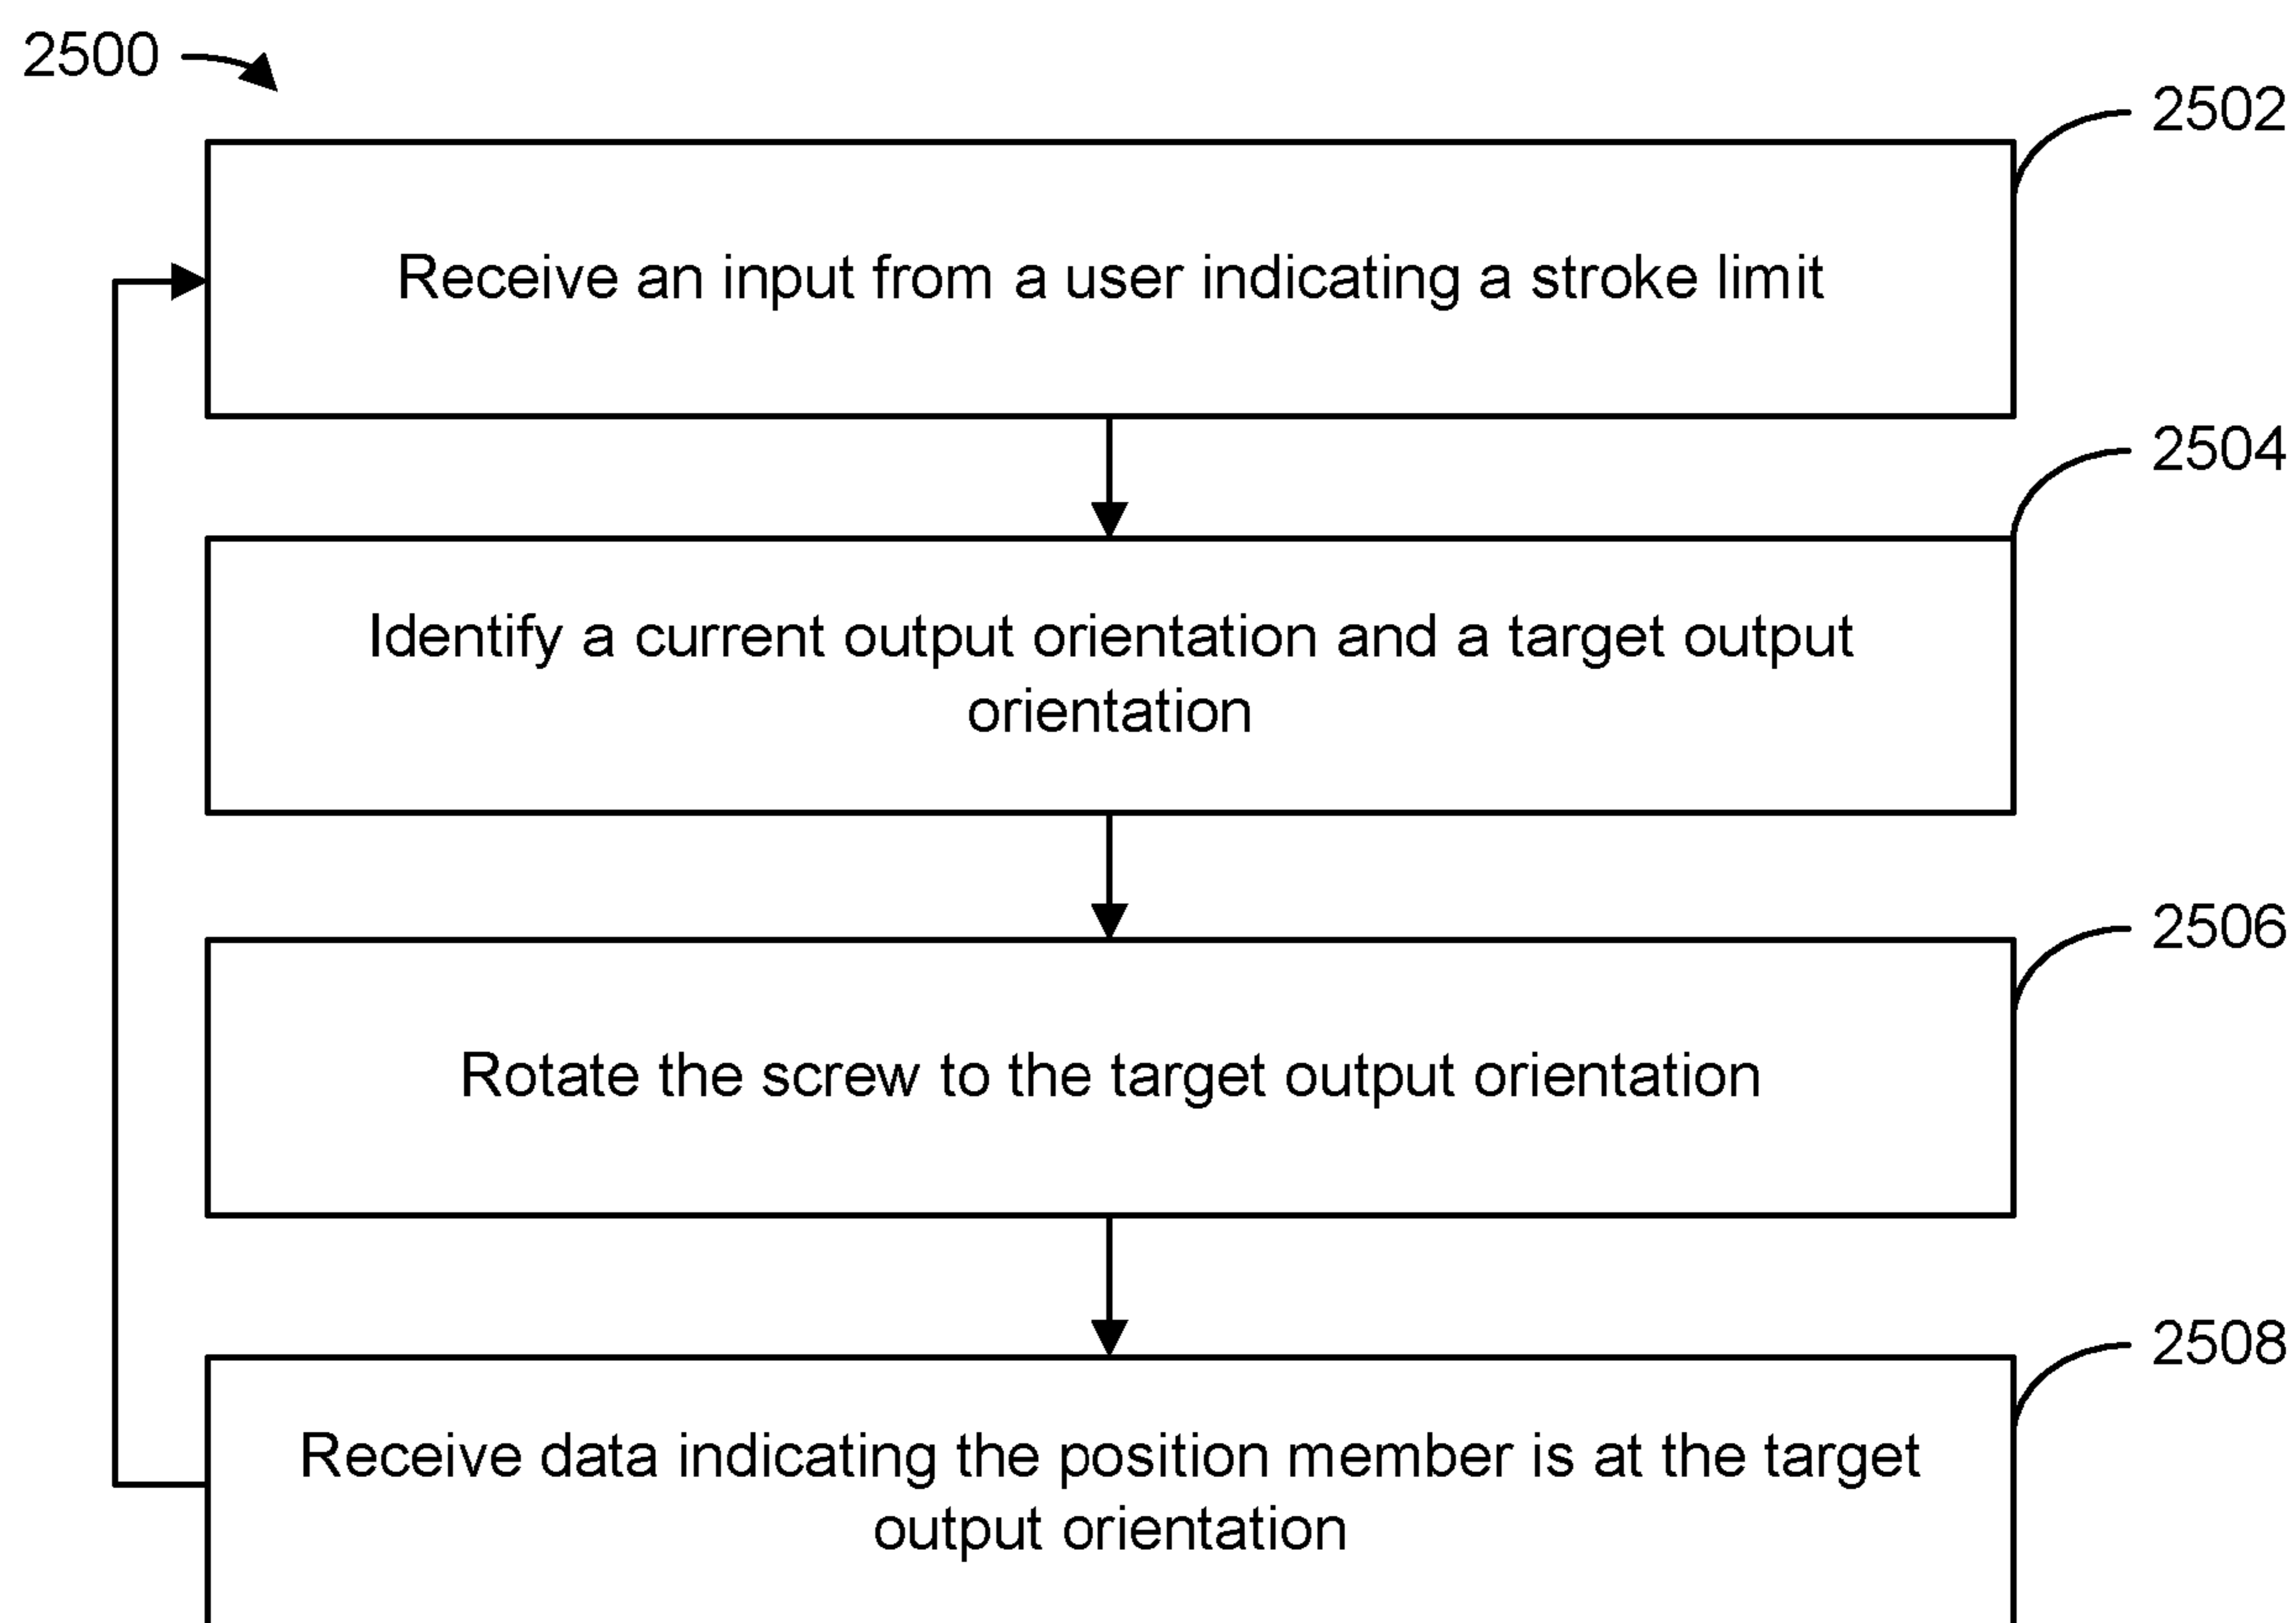 2500
2502
Receive an input from a user indicating a stroke limit
2504
Identify a current output orientation and a target output
orientation
2506
Rotate the screw to the target output orientation
2508
Receive data indicating the position member is at the target
output orientation